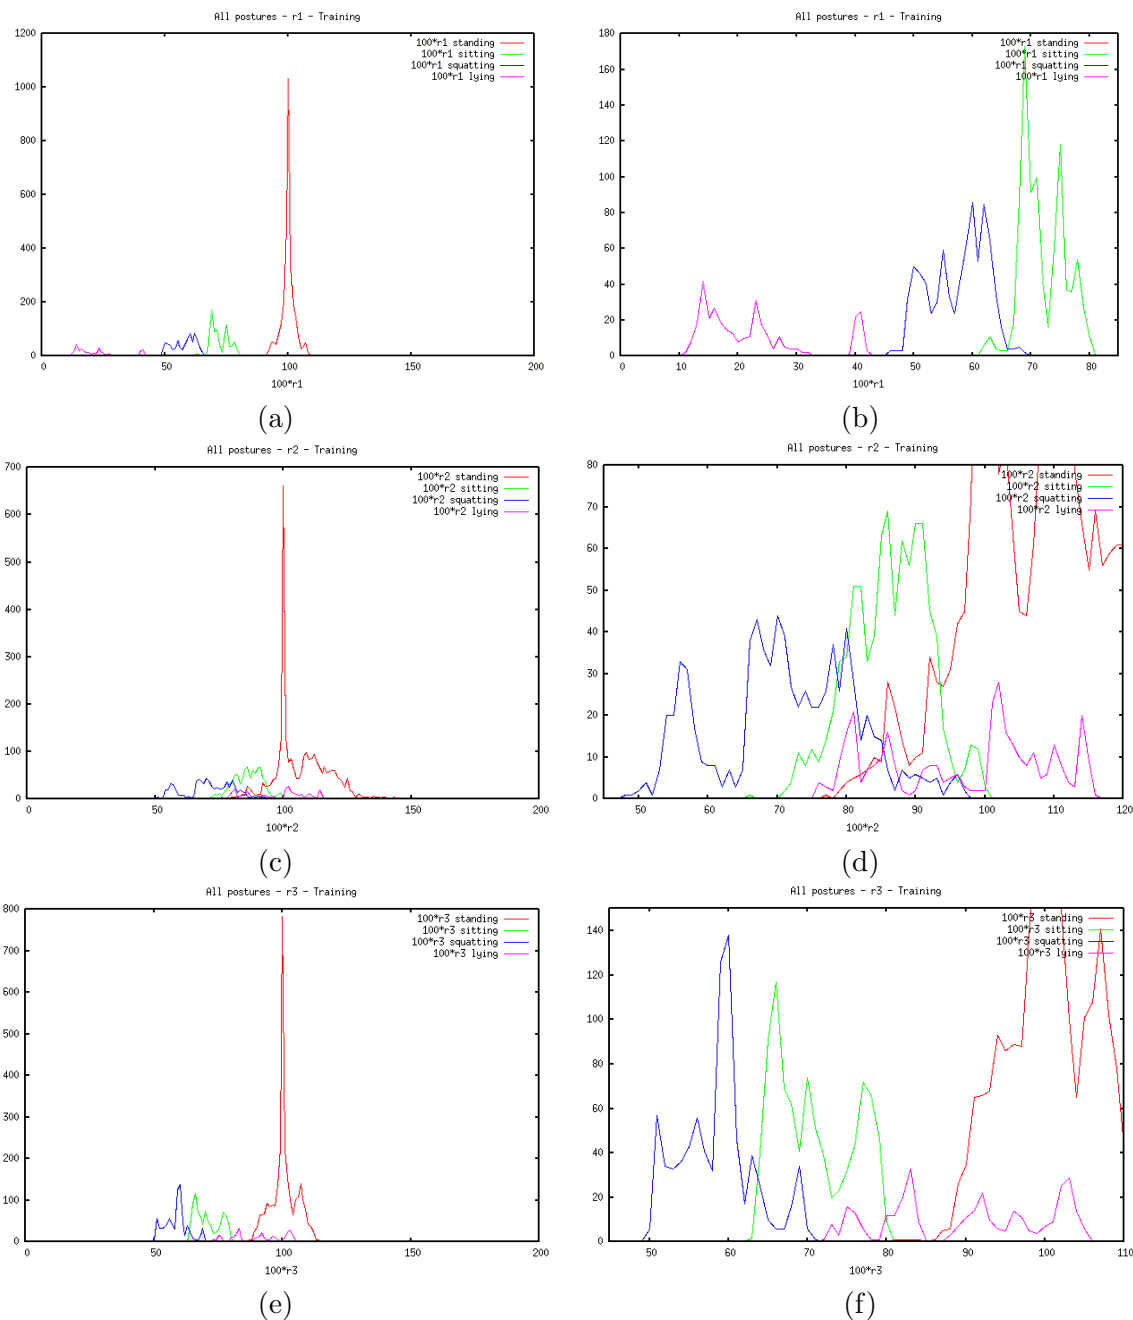 All postures - r1 - Training
1200
1000
800
600
400
200
0
100*r1 standing
100*r1 sitting
100*r1 squatting
100*r1 lying
0 50 100 150 200
100*r1
(a)
All postures - r1 - Training
180
160
140
120
100
80
60
40
20
0
100*r1 standing
100*r1 sitting
100*r1 squatting
100*r1 lying
0 10 20 30 40 50 60 70 80
100*r1
(b)
All postures - r2 - Training
700
600
500
400
300
200
100
0
100*r2 standing
100*r2 sitting
100*r2 squatting
100*r2 lying
0 50 100 150 200
100*r2
(c)
All postures - r2 - Training
80
70
60
50
40
30
20
10
0
100*r2 standing
100*r2 sitting
100*r2 squatting
100*r2 lying
50 60 70 80 90 100 110 120
100*r2
(d)
All postures - r3 - Training
800
700
600
500
400
300
200
100
0
100*r3 standing
100*r3 sitting
100*r3 squatting
100*r3 lying
0 50 100 150 200
100*r3
(e)
All postures - r3 - Training
140
120
100
80
60
40
20
0
100*r3 standing
100*r3 sitting
100*r3 squatting
100*r3 lying
50 60 70 80 90 100 110
100*r3
(f)